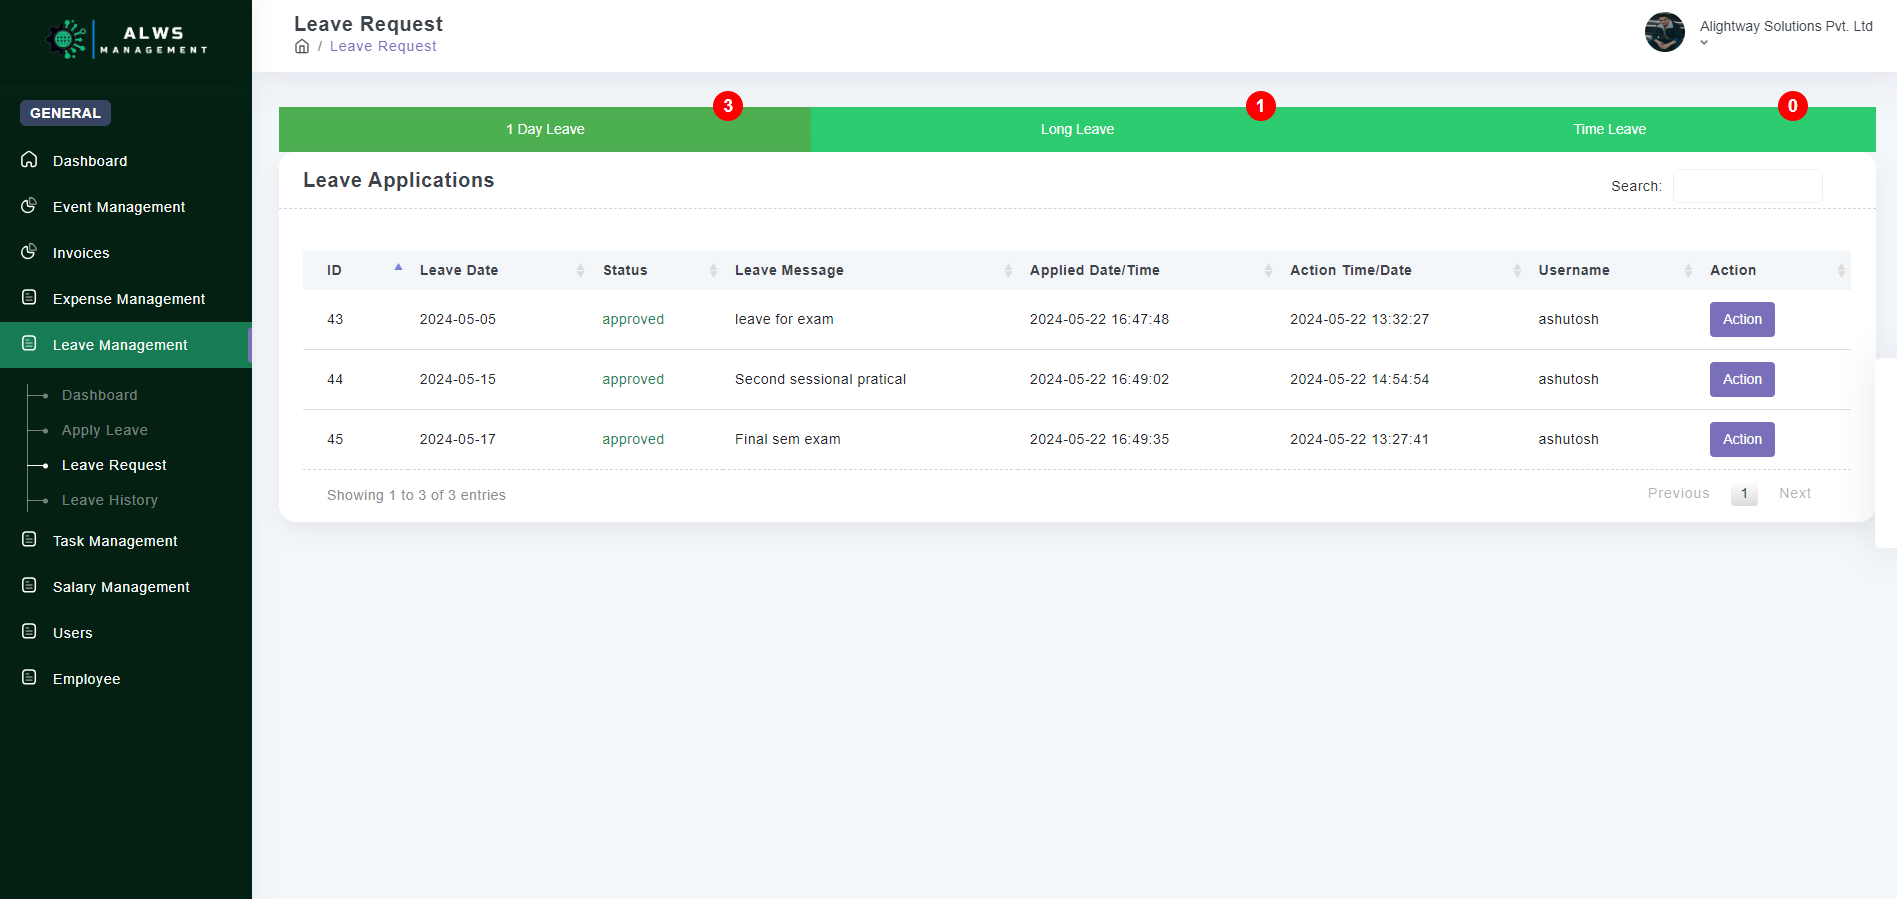 ALWS
MANAGEMENT
GENERAL
Dashboard
Event Management
Invoices
Expense Management
Leave Management
Dashboard
Apply Leave
Leave Request
Leave History
Task Management
Salary Management
Users
Employee
Leave Request
/ Leave Request
Alightway Solutions Pvt. Ltd
3 1 0
1 Day Leave Long Leave Time Leave
Leave Applications
Search:
ID Leave Date Status Leave Message Applied Date/Time Action Time/Date Username Action
43 2024-05-05 approved leave for exam 2024-05-22 16:47:48 2024-05-22 13:32:27 ashutosh Action
44 2024-05-15 approved Second sessional pratical 2024-05-22 16:49:02 2024-05-22 14:54:54 ashutosh Action
45 2024-05-17 approved Final sem exam 2024-05-22 16:49:35 2024-05-22 13:27:41 ashutosh Action
Showing 1 to 3 of 3 entries
Previous 1 Next